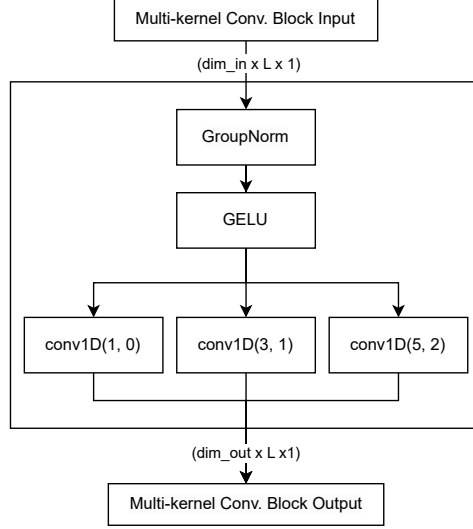 Multi-kernel Conv. Block Input
(dim_in x L x 1)
GroupNorm
GELU
conv1D(1, 0)
conv1D(3, 1)
conv1D(5, 2)
(dim_out x L x1)
Multi-kernel Conv. Block Output